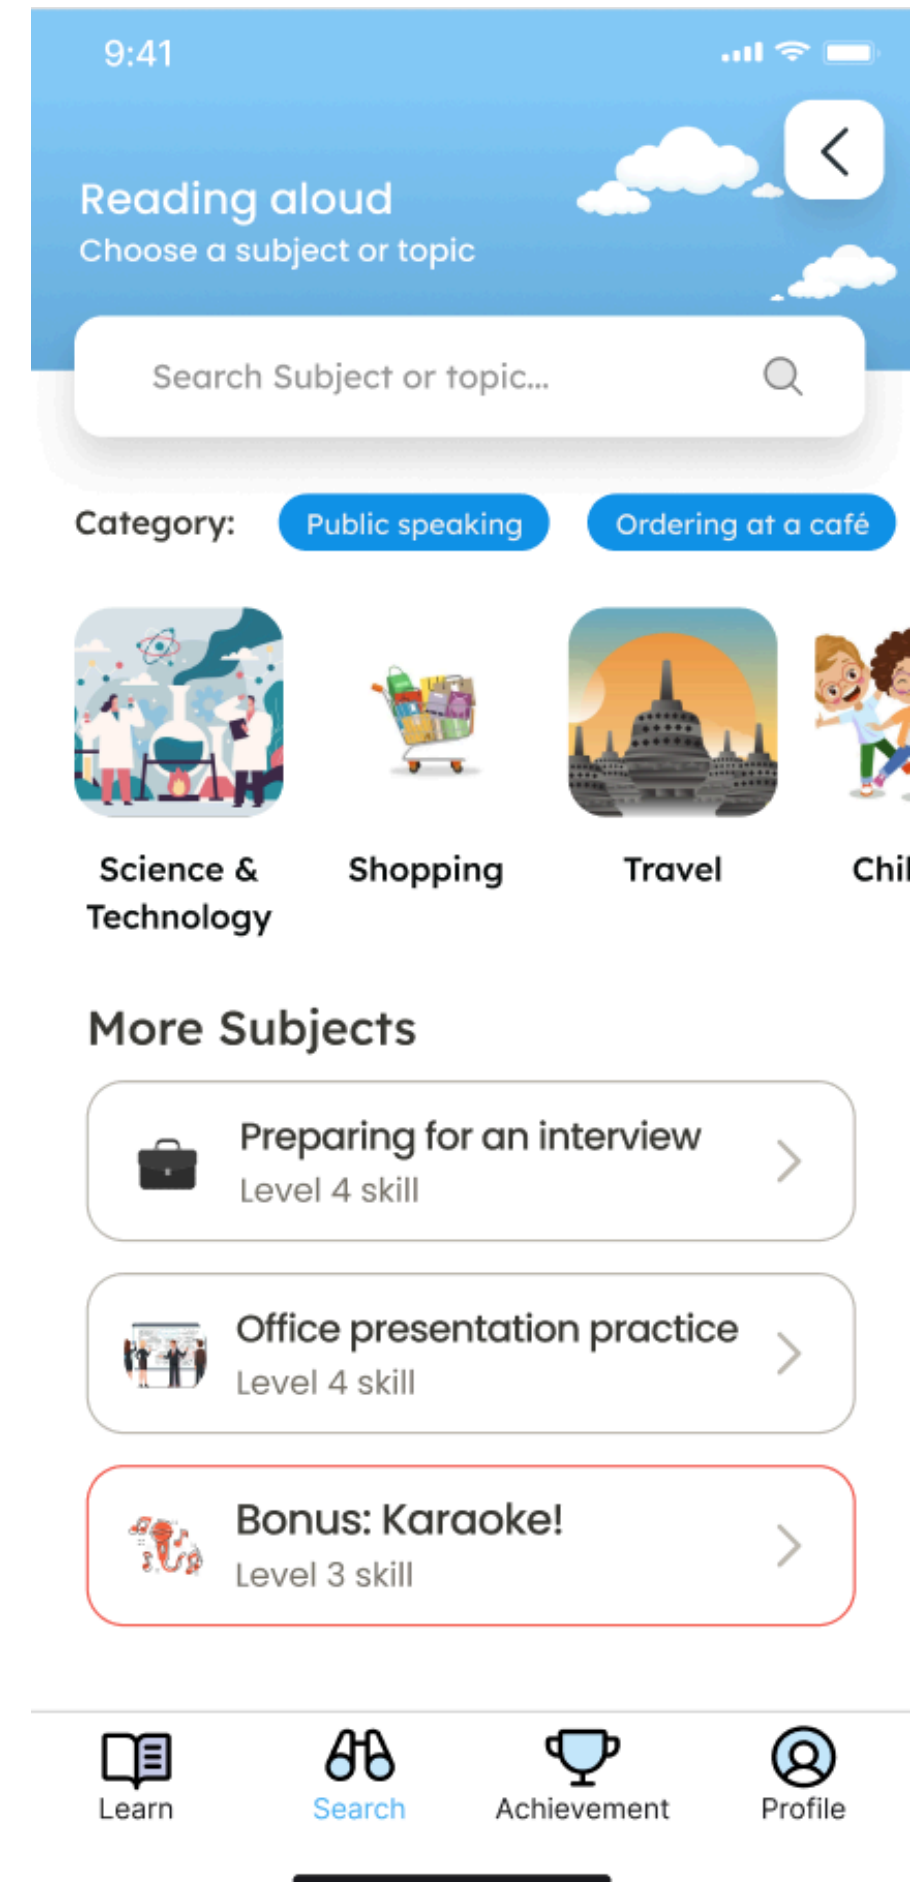 9:41
Reading aloud
Choose a subject or topic
Search Subject or topic...
Category:
Public speaking
Ordering at a café
Science &
Technology
Shopping
Travel
Chil
More Subjects
Preparing for an interview
Level 4 skill
Office presentation practice
Level 4 skill
Bonus: Karaoke!
Level 3 skill
Learn
Search
Achievement
Profile